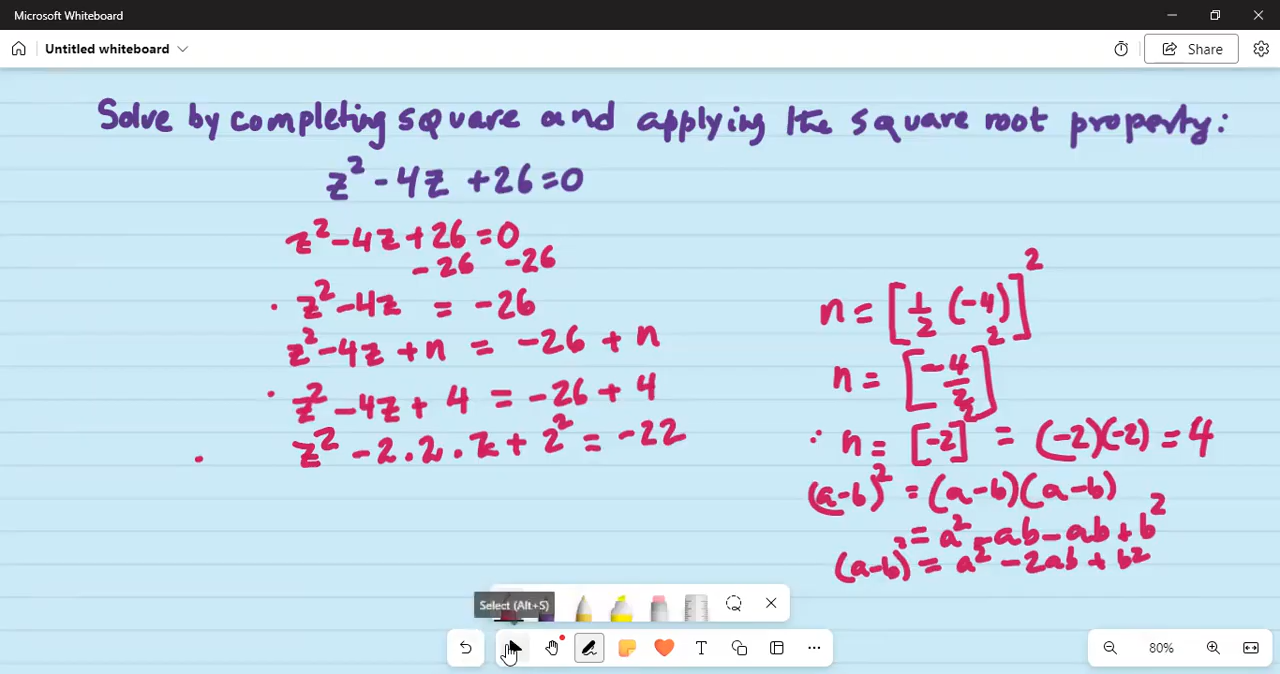 Microsoft Whiteboard
Untitled whiteboard
Share
Solve by completing square and applying the square root property:
z² - 4z + 26 = 0
z² - 4z + 26 = 0
- 26 - 26
· z² - 4z = -26
z² - 4z + n = -26 + n
· z² - 4z + 4 = -26 + 4
· z² - 2 . 2 . z + 2² = -22
n = [1/2 (-4)]²
n = [-4/2]²
· n = [-2]² = (-2)(-2) = 4
(a-b)² = (a-b)(a-b)
= a² - ab - ab + b²
(a-b)² = a² - 2ab + b²
Select (Alt+S)
80%